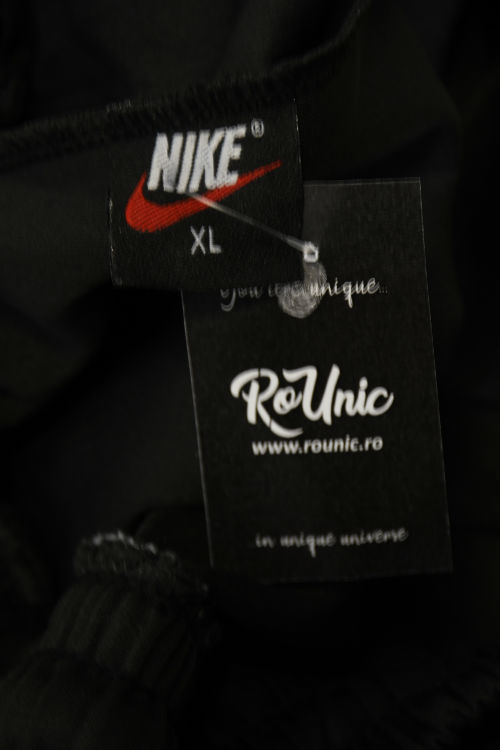 NIKE®
XL
You are unique...
RoUnic
www.rounic.ro
in unique universe